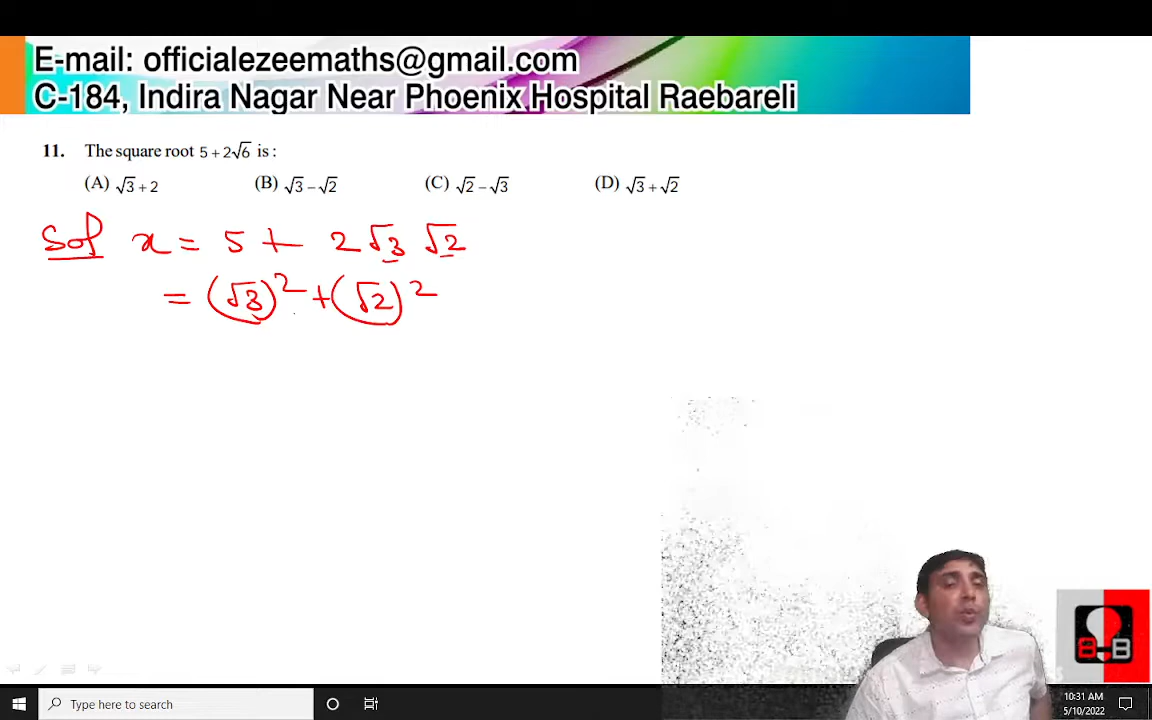 E-mail: officialezeemaths@gmail.com
C-184, Indira Nagar Near Phoenix Hospital Raebareli
11. The square root 5 + 2√6 is :
(A) √3 + 2 (B) √3 − √2 (C) √2 − √3 (D) √3 + √2
Sol x = 5 + 2√3 √2
= (√3)² + (√2)²
B B
Type here to search
10:31 AM
5/10/2022